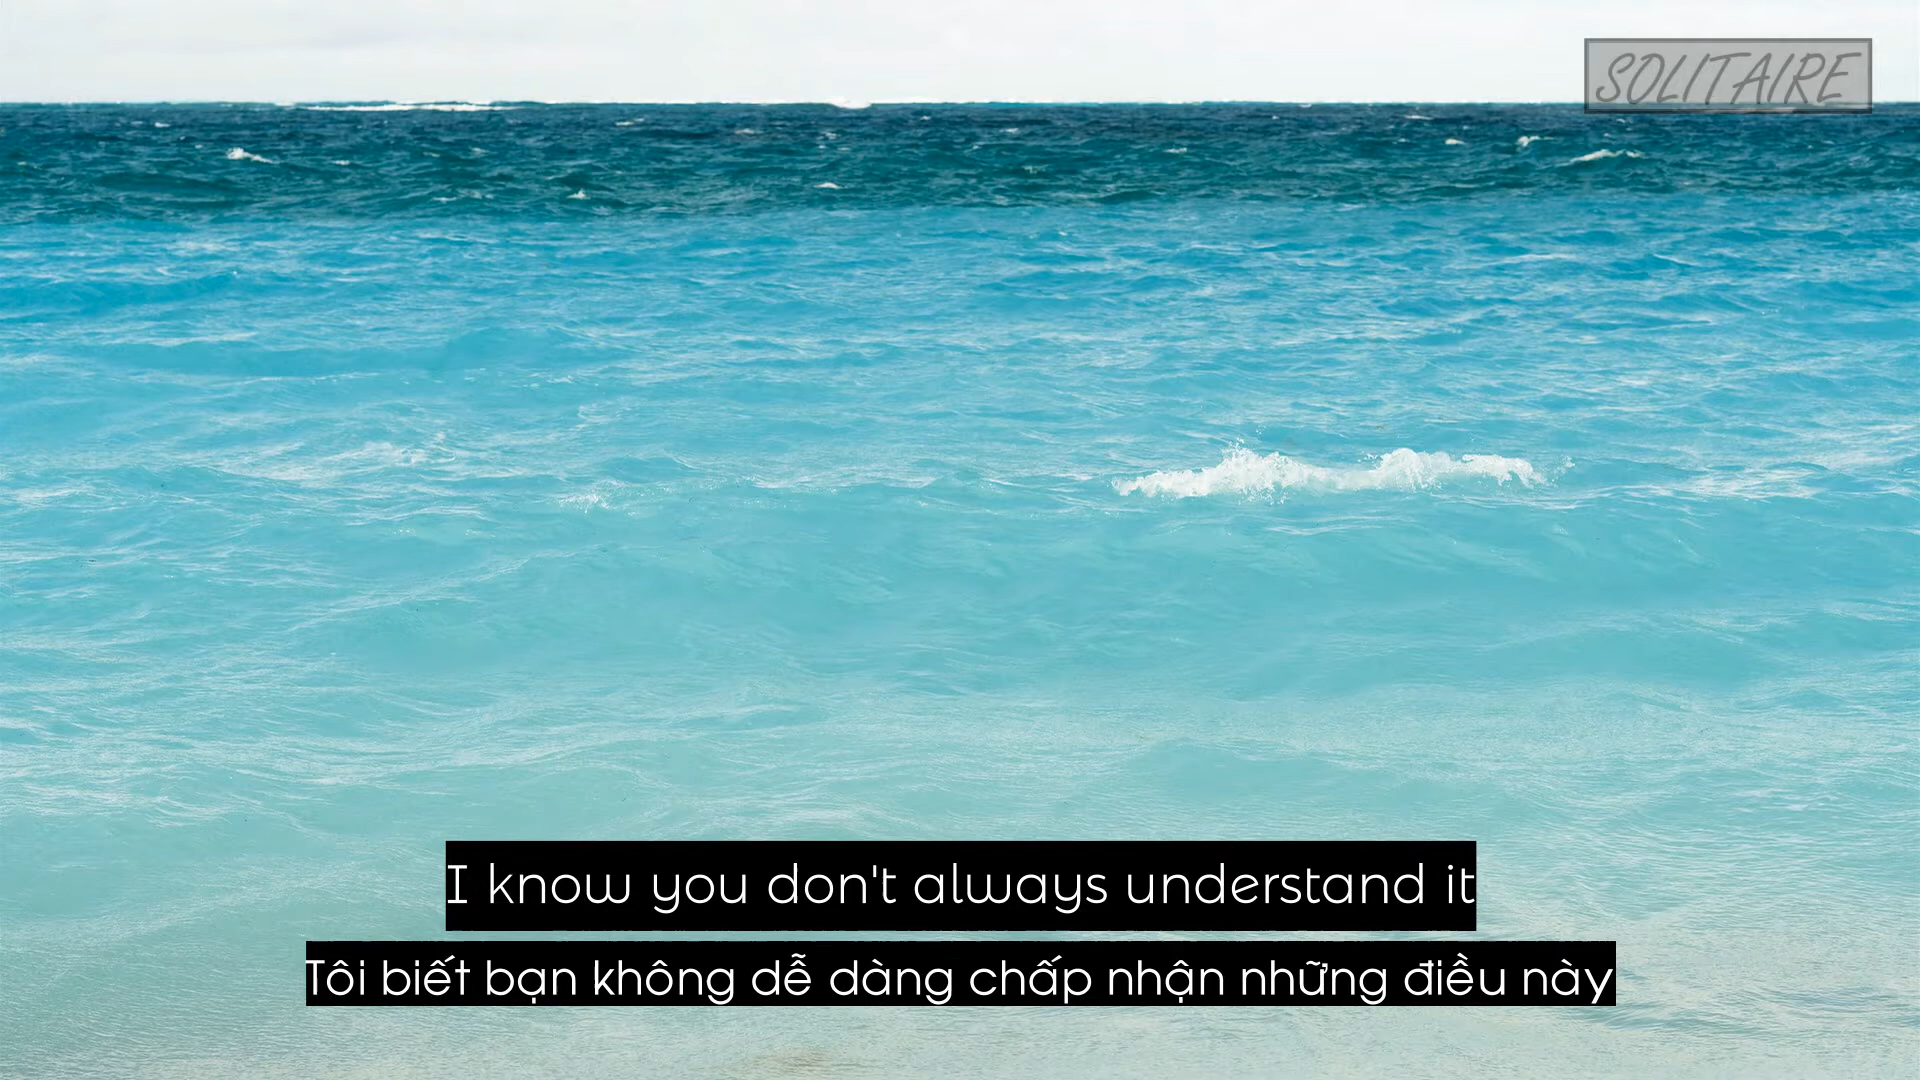 SOLITAIRE
I know you don't always understand it
Tôi biết bạn không dễ dàng chấp nhận những điều này